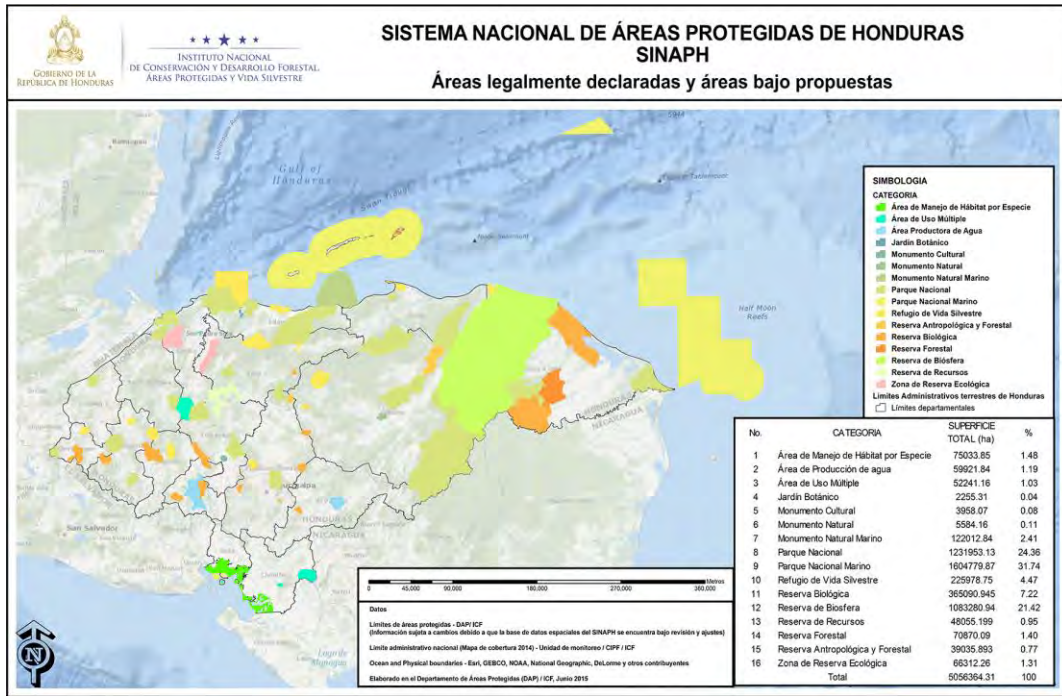 GOBIERNO DE LA
REPÚBLICA DE HONDURAS
INSTITUTO NACIONAL
DE CONSERVACIÓN Y DESARROLLO FORESTAL,
ÁREAS PROTEGIDAS Y VIDA SILVESTRE
SISTEMA NACIONAL DE ÁREAS PROTEGIDAS DE HONDURAS
SINAPH
Áreas legalmente declaradas y áreas bajo propuestas
Gulf of
Honduras
Swan Trough
Half Moon
Reefs
HONDURAS
NICARAGUA
San Salvador
HONDURAS
NICARAGUA
Lago de
Managua
SIMBOLOGIA
CATEGORIA
Área de Manejo de Hábitat por Especie
Área de Uso Múltiple
Área Productora de Agua
Jardín Botánico
Monumento Cultural
Monumento Natural
Monumento Natural Marino
Parque Nacional
Parque Nacional Marino
Refugio de Vida Silvestre
Reserva Antropológica y Forestal
Reserva Biológica
Reserva Forestal
Reserva de Biósfera
Reserva de Recursos
Zona de Reserva Ecológica
Limites Administrativos terrestres de Honduras
Límites departamentales
No. CATEGORIA SUPERFICIE TOTAL (ha) %
1 Área de Manejo de Hábitat por Especie 75033.85 1.48
2 Área de Producción de agua 59921.84 1.19
3 Área de Uso Múltiple 52241.16 1.03
4 Jardín Botánico 2255.31 0.04
5 Monumento Cultural 3958.07 0.08
6 Monumento Natural 5584.16 0.11
7 Monumento Natural Marino 122012.84 2.41
8 Parque Nacional 1231953.13 24.36
9 Parque Nacional Marino 1604779.87 31.74
10 Refugio de Vida Silvestre 225978.75 4.47
11 Reserva Biológica 365090.945 7.22
12 Reserva de Biosfera 1083280.94 21.42
13 Reserva de Recursos 48055.199 0.95
14 Reserva Forestal 70870.09 1.40
15 Reserva Antropológica y Forestal 39035.893 0.77
16 Zona de Reserva Ecológica 66312.26 1.31
Total 5056364.31 100
Metros
0 45,000 90,000 180,000 270,000 360,000
Datos
Limites de áreas protegidas - DAP/ ICF
(Información sujeta a cambios debido a que la base de datos espaciales del SINAPH se encuentra bajo revisión y ajustes)
Limite administrativo nacional (Mapa de cobertura 2014) - Unidad de monitoreo / CIPF / ICF
Ocean and Physical boundaries - Esri, GEBCO, NOAA, National Geographic, DeLorme y otros contribuyentes
Elaborado en el Departamento de Áreas Protegidas (DAP) / ICF, Junio 2015
N